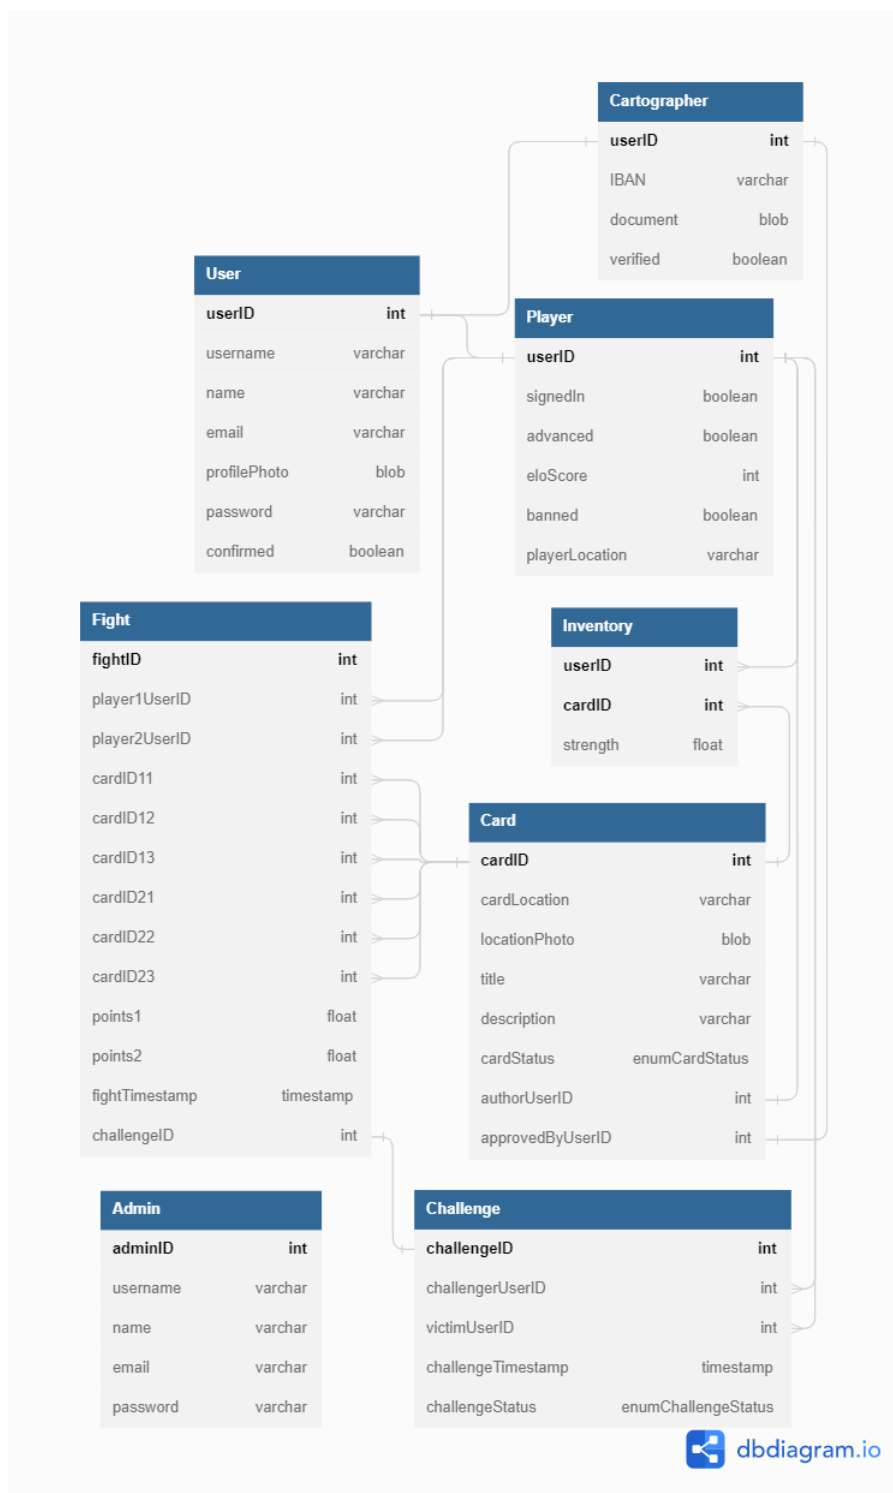 Cartographer
userID int
IBAN varchar
document blob
verified boolean
User
userID int
username varchar
name varchar
email varchar
profilePhoto blob
password varchar
confirmed boolean
Player
userID int
signedIn boolean
advanced boolean
eloScore int
banned boolean
playerLocation varchar
Fight
fightID int
player1UserID int
player2UserID int
cardID11 int
cardID12 int
cardID13 int
cardID21 int
cardID22 int
cardID23 int
points1 float
points2 float
fightTimestamp timestamp
challengeID int
Inventory
userID int
cardID int
strength float
Card
cardID int
cardLocation varchar
locationPhoto blob
title varchar
description varchar
cardStatus enumCardStatus
authorUserID int
approvedByUserID int
Admin
adminID int
username varchar
name varchar
email varchar
password varchar
Challenge
challengeID int
challengerUserID int
victimUserID int
challengeTimestamp timestamp
challengeStatus enumChallengeStatus
dbdiagram.io